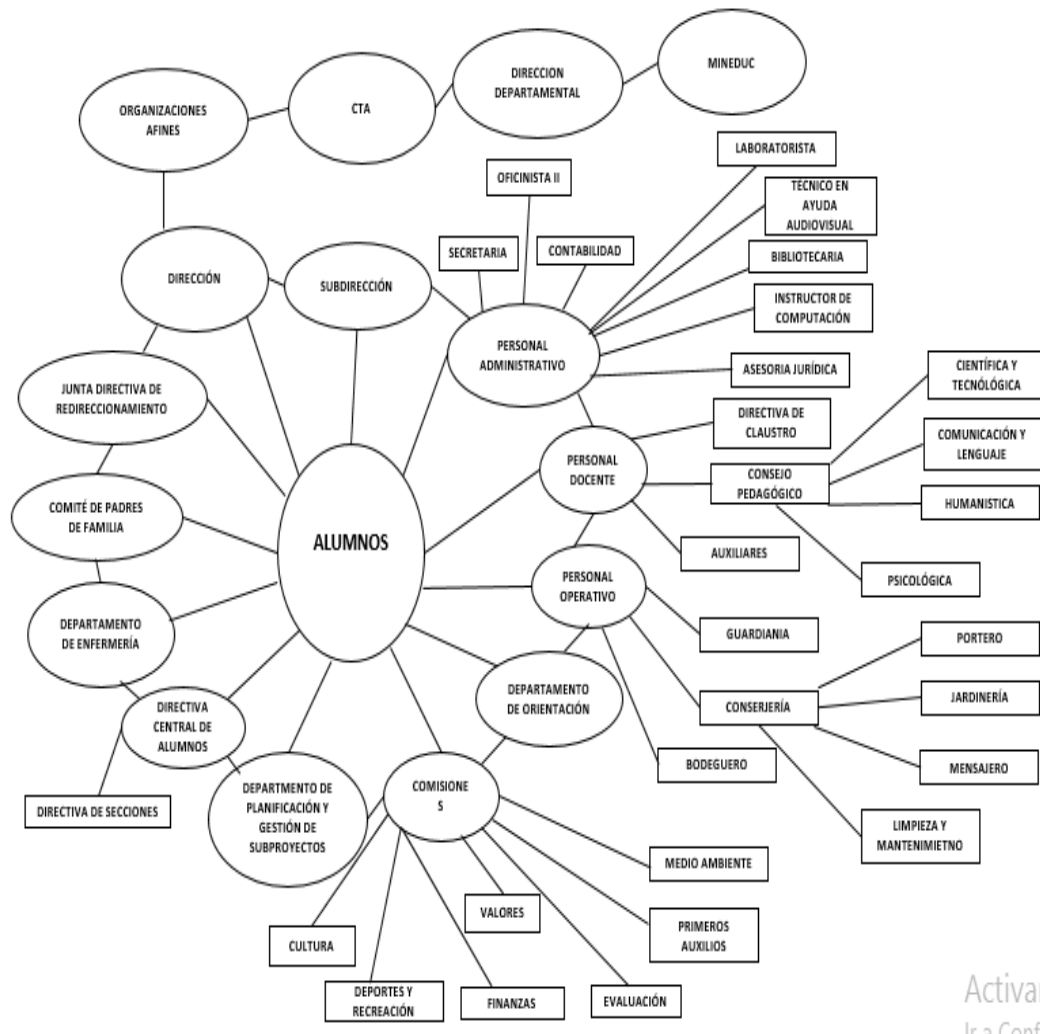 MINEDUC
DIRECCION
DEPARTAMENTAL
CTA
ORGANIZACIONES
AFINES
LABORATORISTA
OFICINISTA II
TÉCNICO EN
AYUDA
AUDIOVISUAL
SECRETARIA
CONTABILIDAD
BIBLIOTECARIA
DIRECCIÓN
SUBDIRECCIÓN
INSTRUCTOR DE
COMPUTACIÓN
PERSONAL
ADMINISTRATIVO
ASESORIA JURÍDICA
CIENTÍFICA Y
TECNÓLÓGICA
JUNTA DIRECTIVA DE
REDIRECCIONAMIENTO
DIRECTIVA DE
CLAUSTRO
COMUNICACIÓN Y
LENGUAJE
PERSONAL
DOCENTE
CONSEJO
PEDAGÓGICO
HUMANISTICA
COMITÉ DE PADRES
DE FAMILIA
ALUMNOS
AUXILIARES
PSICOLÓGICA
PERSONAL
OPERATIVO
DEPARTAMENTO
DE ENFERMERÍA
GUARDIANIA
PORTERO
DEPARTAMENTO
DE ORIENTACIÓN
CONSERJERÍA
JARDINERÍA
DIRECTIVA
CENTRAL DE
ALUMNOS
BODEGUERO
MENSAJERO
DIRECTIVA DE SECCIONES
DEPARTMENTO DE
PLANIFICACIÓN Y
GESTIÓN DE
SUBPROYECTOS
COMISIONE
S
LIMPIEZA Y
MANTENIMIETNO
MEDIO AMBIENTE
VALORES
PRIMEROS
AUXILIOS
CULTURA
DEPORTES Y
RECREACIÓN
FINANZAS
EVALUACIÓN
Activar